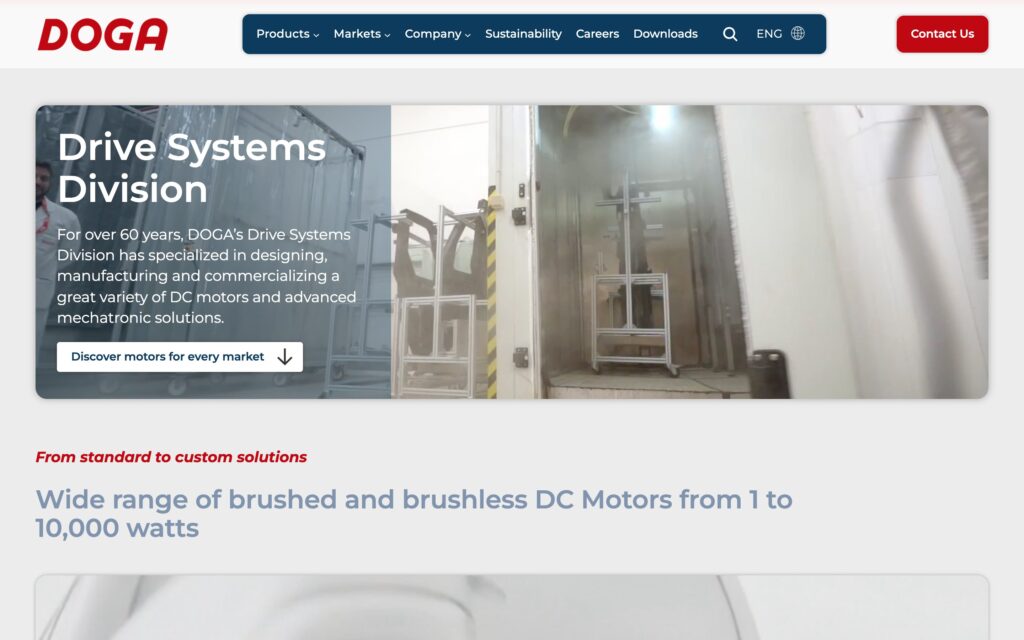 DOGA
Products
Markets
Company
Sustainability
Careers
Downloads
ENG
Contact Us
Drive Systems
Division
For over 60 years, DOGA’s Drive Systems
Division has specialized in designing,
manufacturing and commercializing a
great variety of DC motors and advanced
mechatronic solutions.
Discover motors for every market
From standard to custom solutions
Wide range of brushed and brushless DC Motors from 1 to
10,000 watts